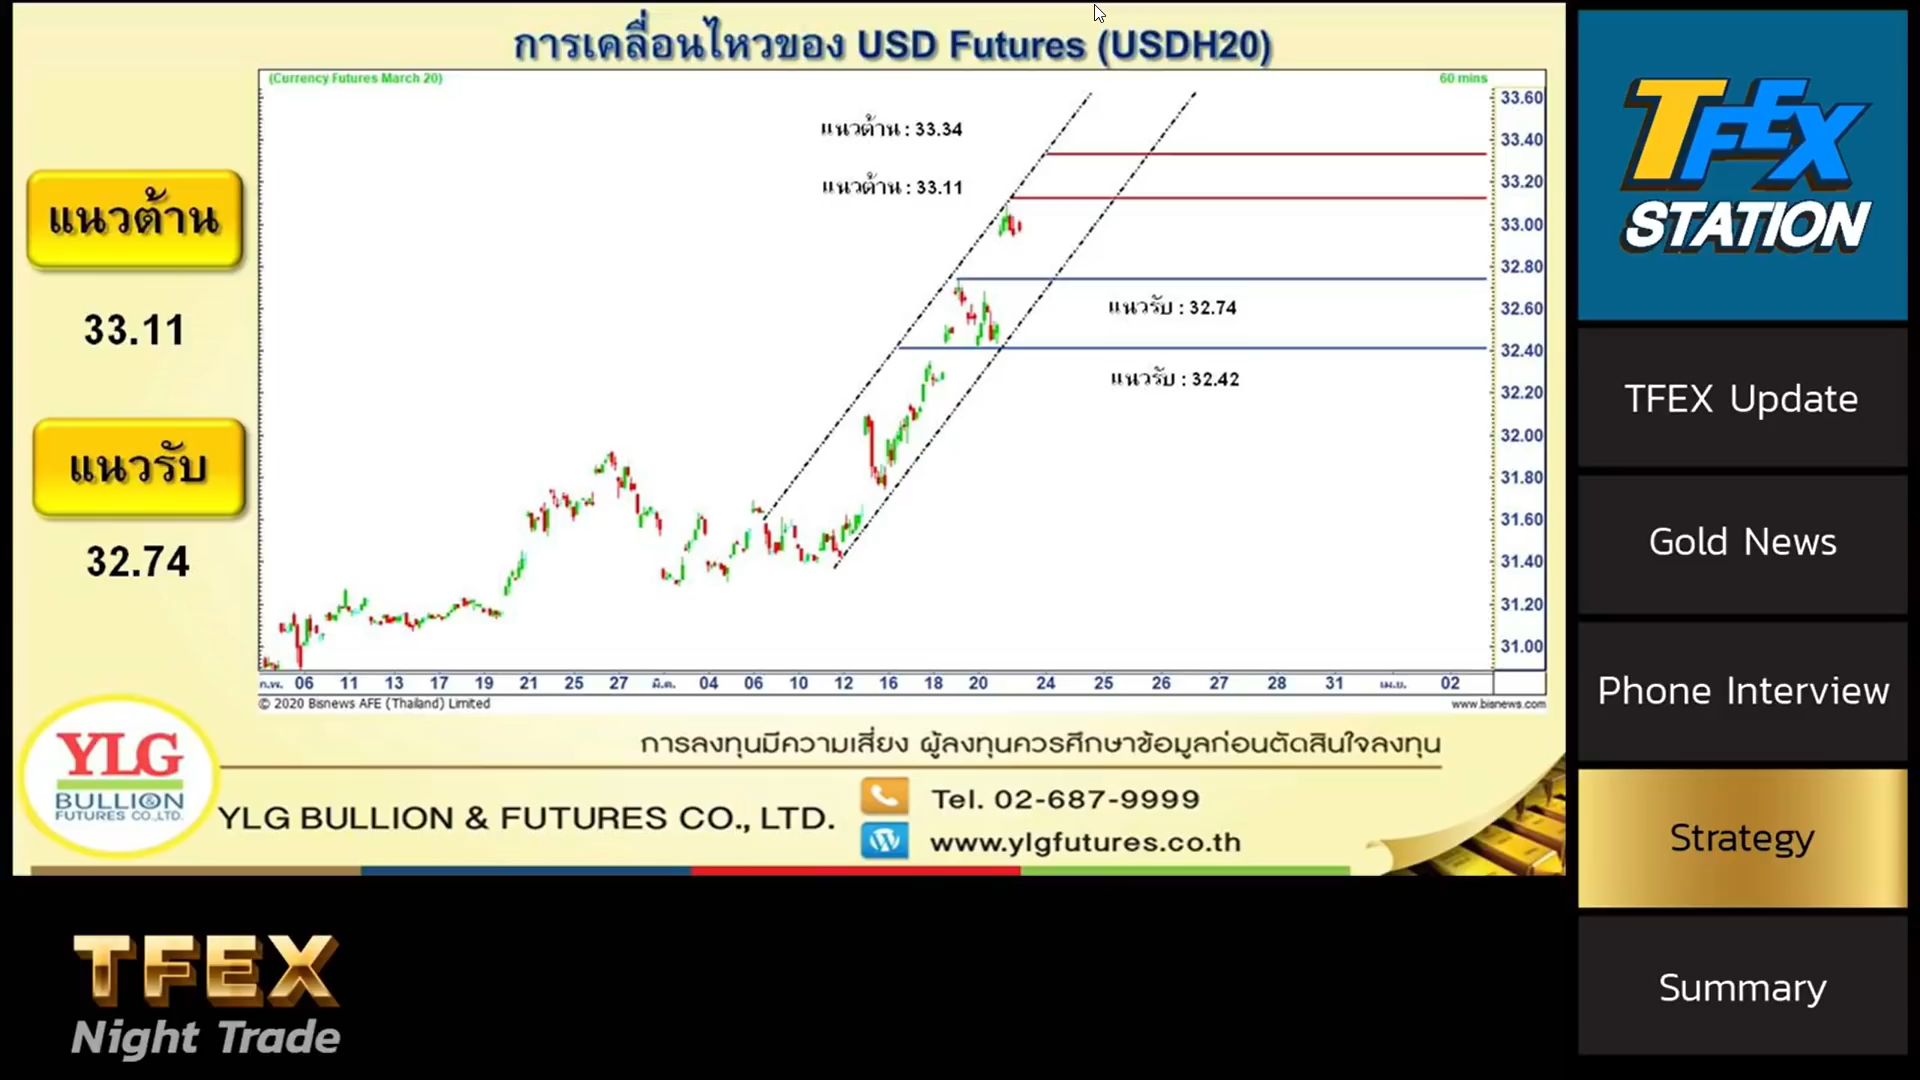 การเคลื่อนไหวของ USD Futures (USDH20)
(Currency Futures March 20)
60 mins
แนวต้าน : 33.34
แนวต้าน : 33.11
แนวรับ : 32.74
แนวรับ : 32.42
33.60
33.40
33.20
33.00
32.80
32.60
32.40
32.20
32.00
31.80
31.60
31.40
31.20
31.00
ก.พ. 06 11 13 17 19 21 25 27 มี.ค. 04 06 10 12 16 18 20 24 25 26 27 28 31 เม.ย. 02
© 2020 Bisnews AFE (Thailand) Limited
www.bisnews.com
แนวต้าน
33.11
แนวรับ
32.74
การลงทุนมีความเสี่ยง ผู้ลงทุนควรศึกษาข้อมูลก่อนตัดสินใจลงทุน
YLG
BULLION &
FUTURES CO.,LTD.
YLG BULLION & FUTURES CO., LTD.
Tel. 02-687-9999
www.ylgfutures.co.th
TFEX
STATION
TFEX Update
Gold News
Phone Interview
Strategy
Summary
TFEX
Night Trade